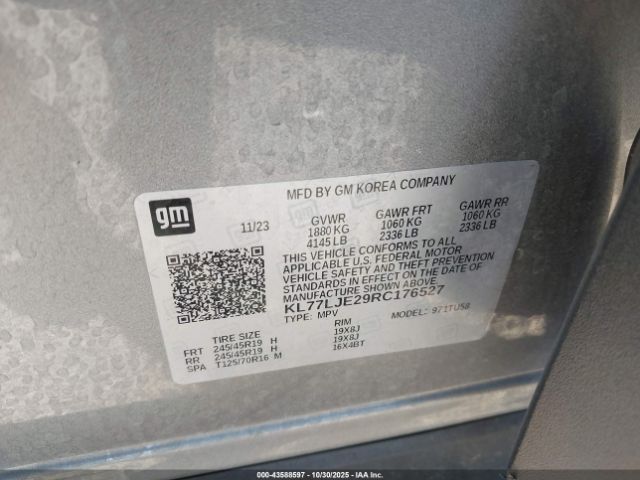 MFD BY GM KOREA COMPANY
gm
11/23
GVWR GAWR FRT GAWR RR
1880 KG 1060 KG 1060 KG
4145 LB 2336 LB 2336 LB
THIS VEHICLE CONFORMS TO ALL
APPLICABLE U.S. FEDERAL MOTOR
VEHICLE SAFETY AND THEFT PREVENTION
STANDARDS IN EFFECT ON THE DATE OF
MANUFACTURE SHOWN ABOVE.
KL77LJE29RC176527
TYPE: MPV MODEL: 971TU58
TIRE SIZE RIM
FRT 245/45R19 H 19X8J
RR 245/45R19 H 19X8J
SPA T125/70R16 M 16X4BT
000-43588597 - 10/30/2025 - IAA Inc.